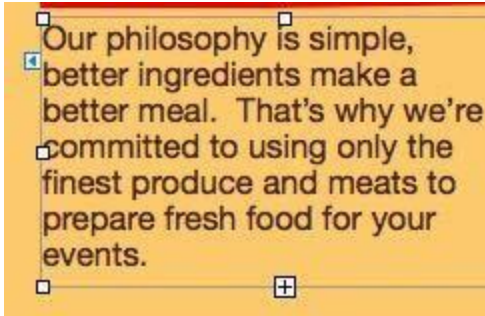 Our philosophy is simple,
better ingredients make a
better meal.  That's why we're
committed to using only the
finest produce and meats to
prepare fresh food for your
events.